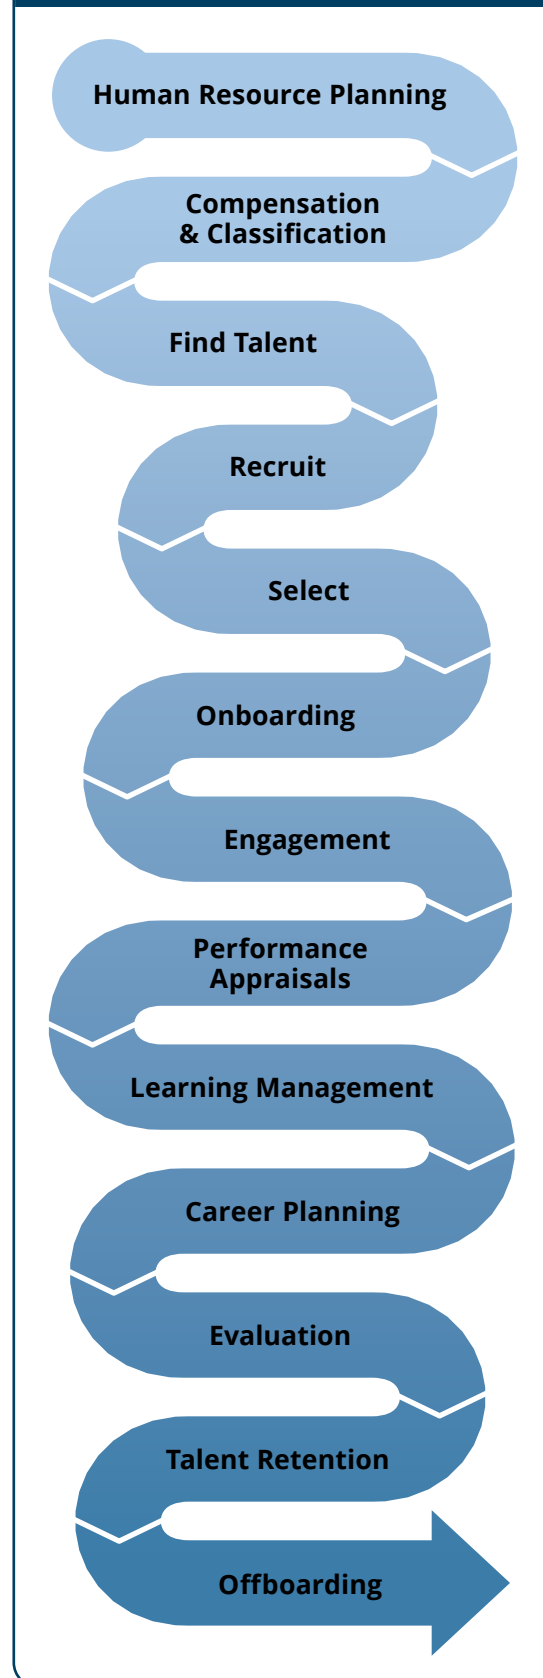 Human Resource Planning
Compensation
& Classification
Find Talent
Recruit
Select
Onboarding
Engagement
Performance
Appraisals
Learning Management
Career Planning
Evaluation
Talent Retention
Offboarding